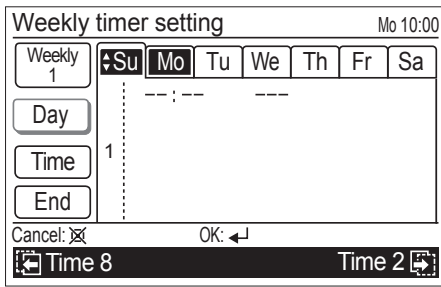 Weekly timer setting Mo 10:00
Weekly
1
Su Mo Tu We Th Fr Sa
--:-- ---
Day
Time
1
End
Cancel: OK:
Time 8 Time 2